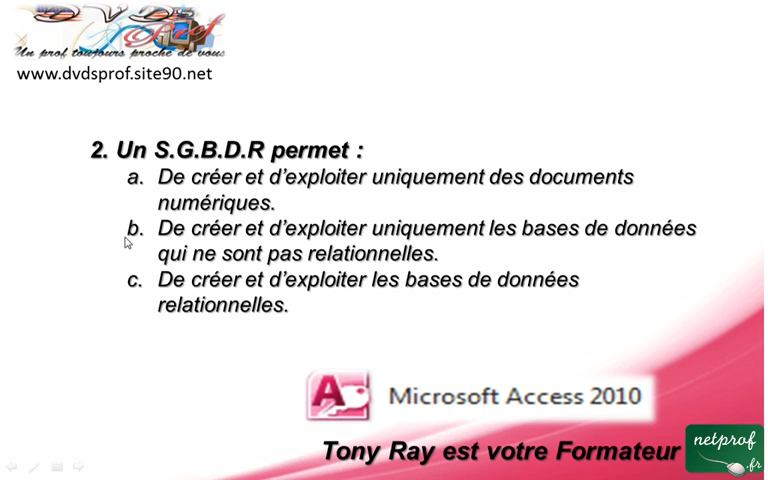 DVDS Prof
Un prof toujours proche de vous
www.dvdsprof.site90.net
2. Un S.G.B.D.R permet :
a. De créer et d'exploiter uniquement des documents
numériques.
b. De créer et d'exploiter uniquement les bases de données
qui ne sont pas relationnelles.
c. De créer et d'exploiter les bases de données
relationnelles.
A
Microsoft Access 2010
Tony Ray est votre Formateur
netprof
.fr